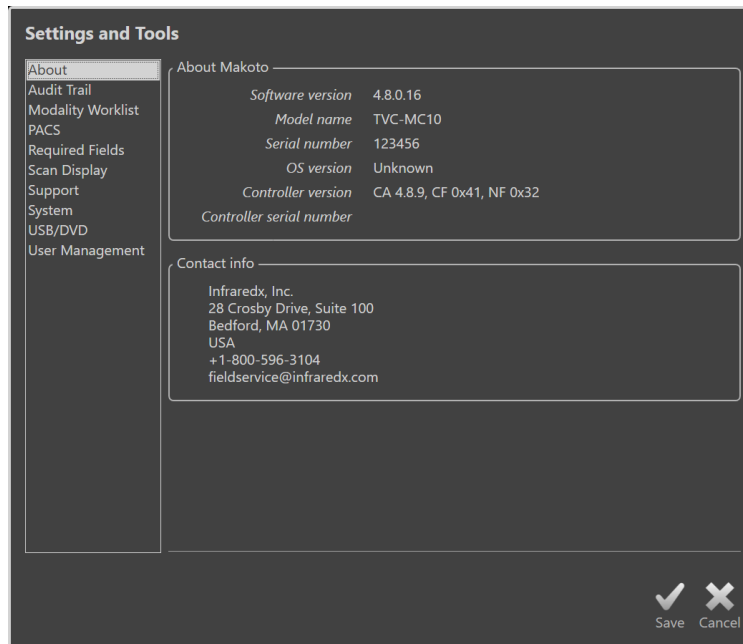 Settings and Tools
About
Audit Trail
Modality Worklist
PACS
Required Fields
Scan Display
Support
System
USB/DVD
User Management
About Makoto
Software version 4.8.0.16
Model name TVC-MC10
Serial number 123456
OS version Unknown
Controller version CA 4.8.9, CF 0x41, NF 0x32
Controller serial number
Contact info
Infraredx, Inc.
28 Crosby Drive, Suite 100
Bedford, MA 01730
USA
+1-800-596-3104
fieldservice@infraredx.com
Save Cancel